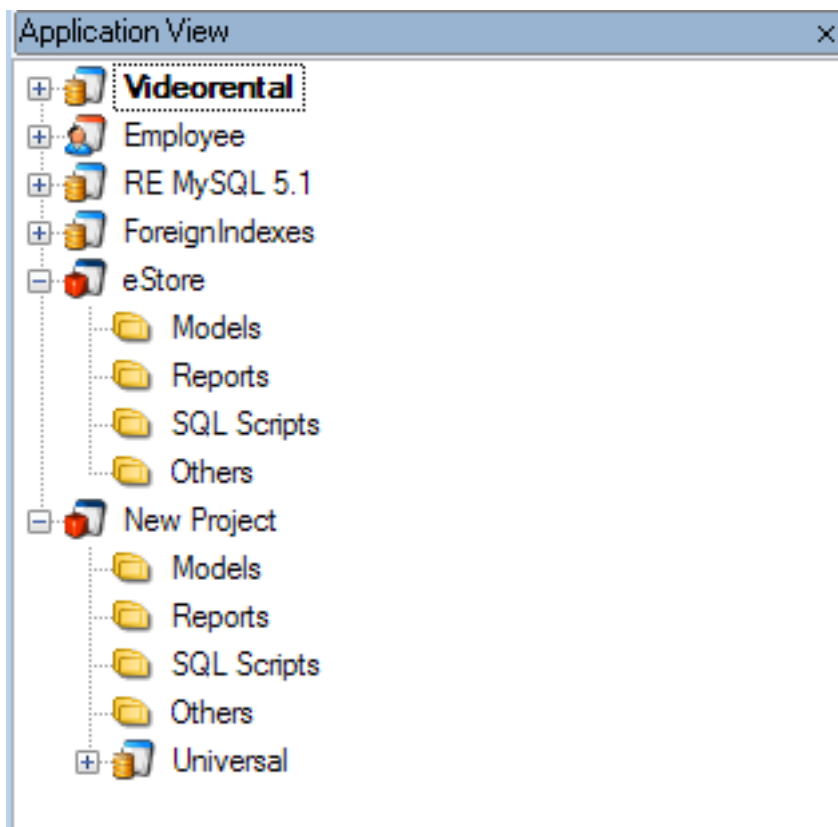 Application View
Videorental
Employee
RE MySQL 5.1
ForeignIndexes
eStore
Models
Reports
SQL Scripts
Others
New Project
Models
Reports
SQL Scripts
Others
Universal